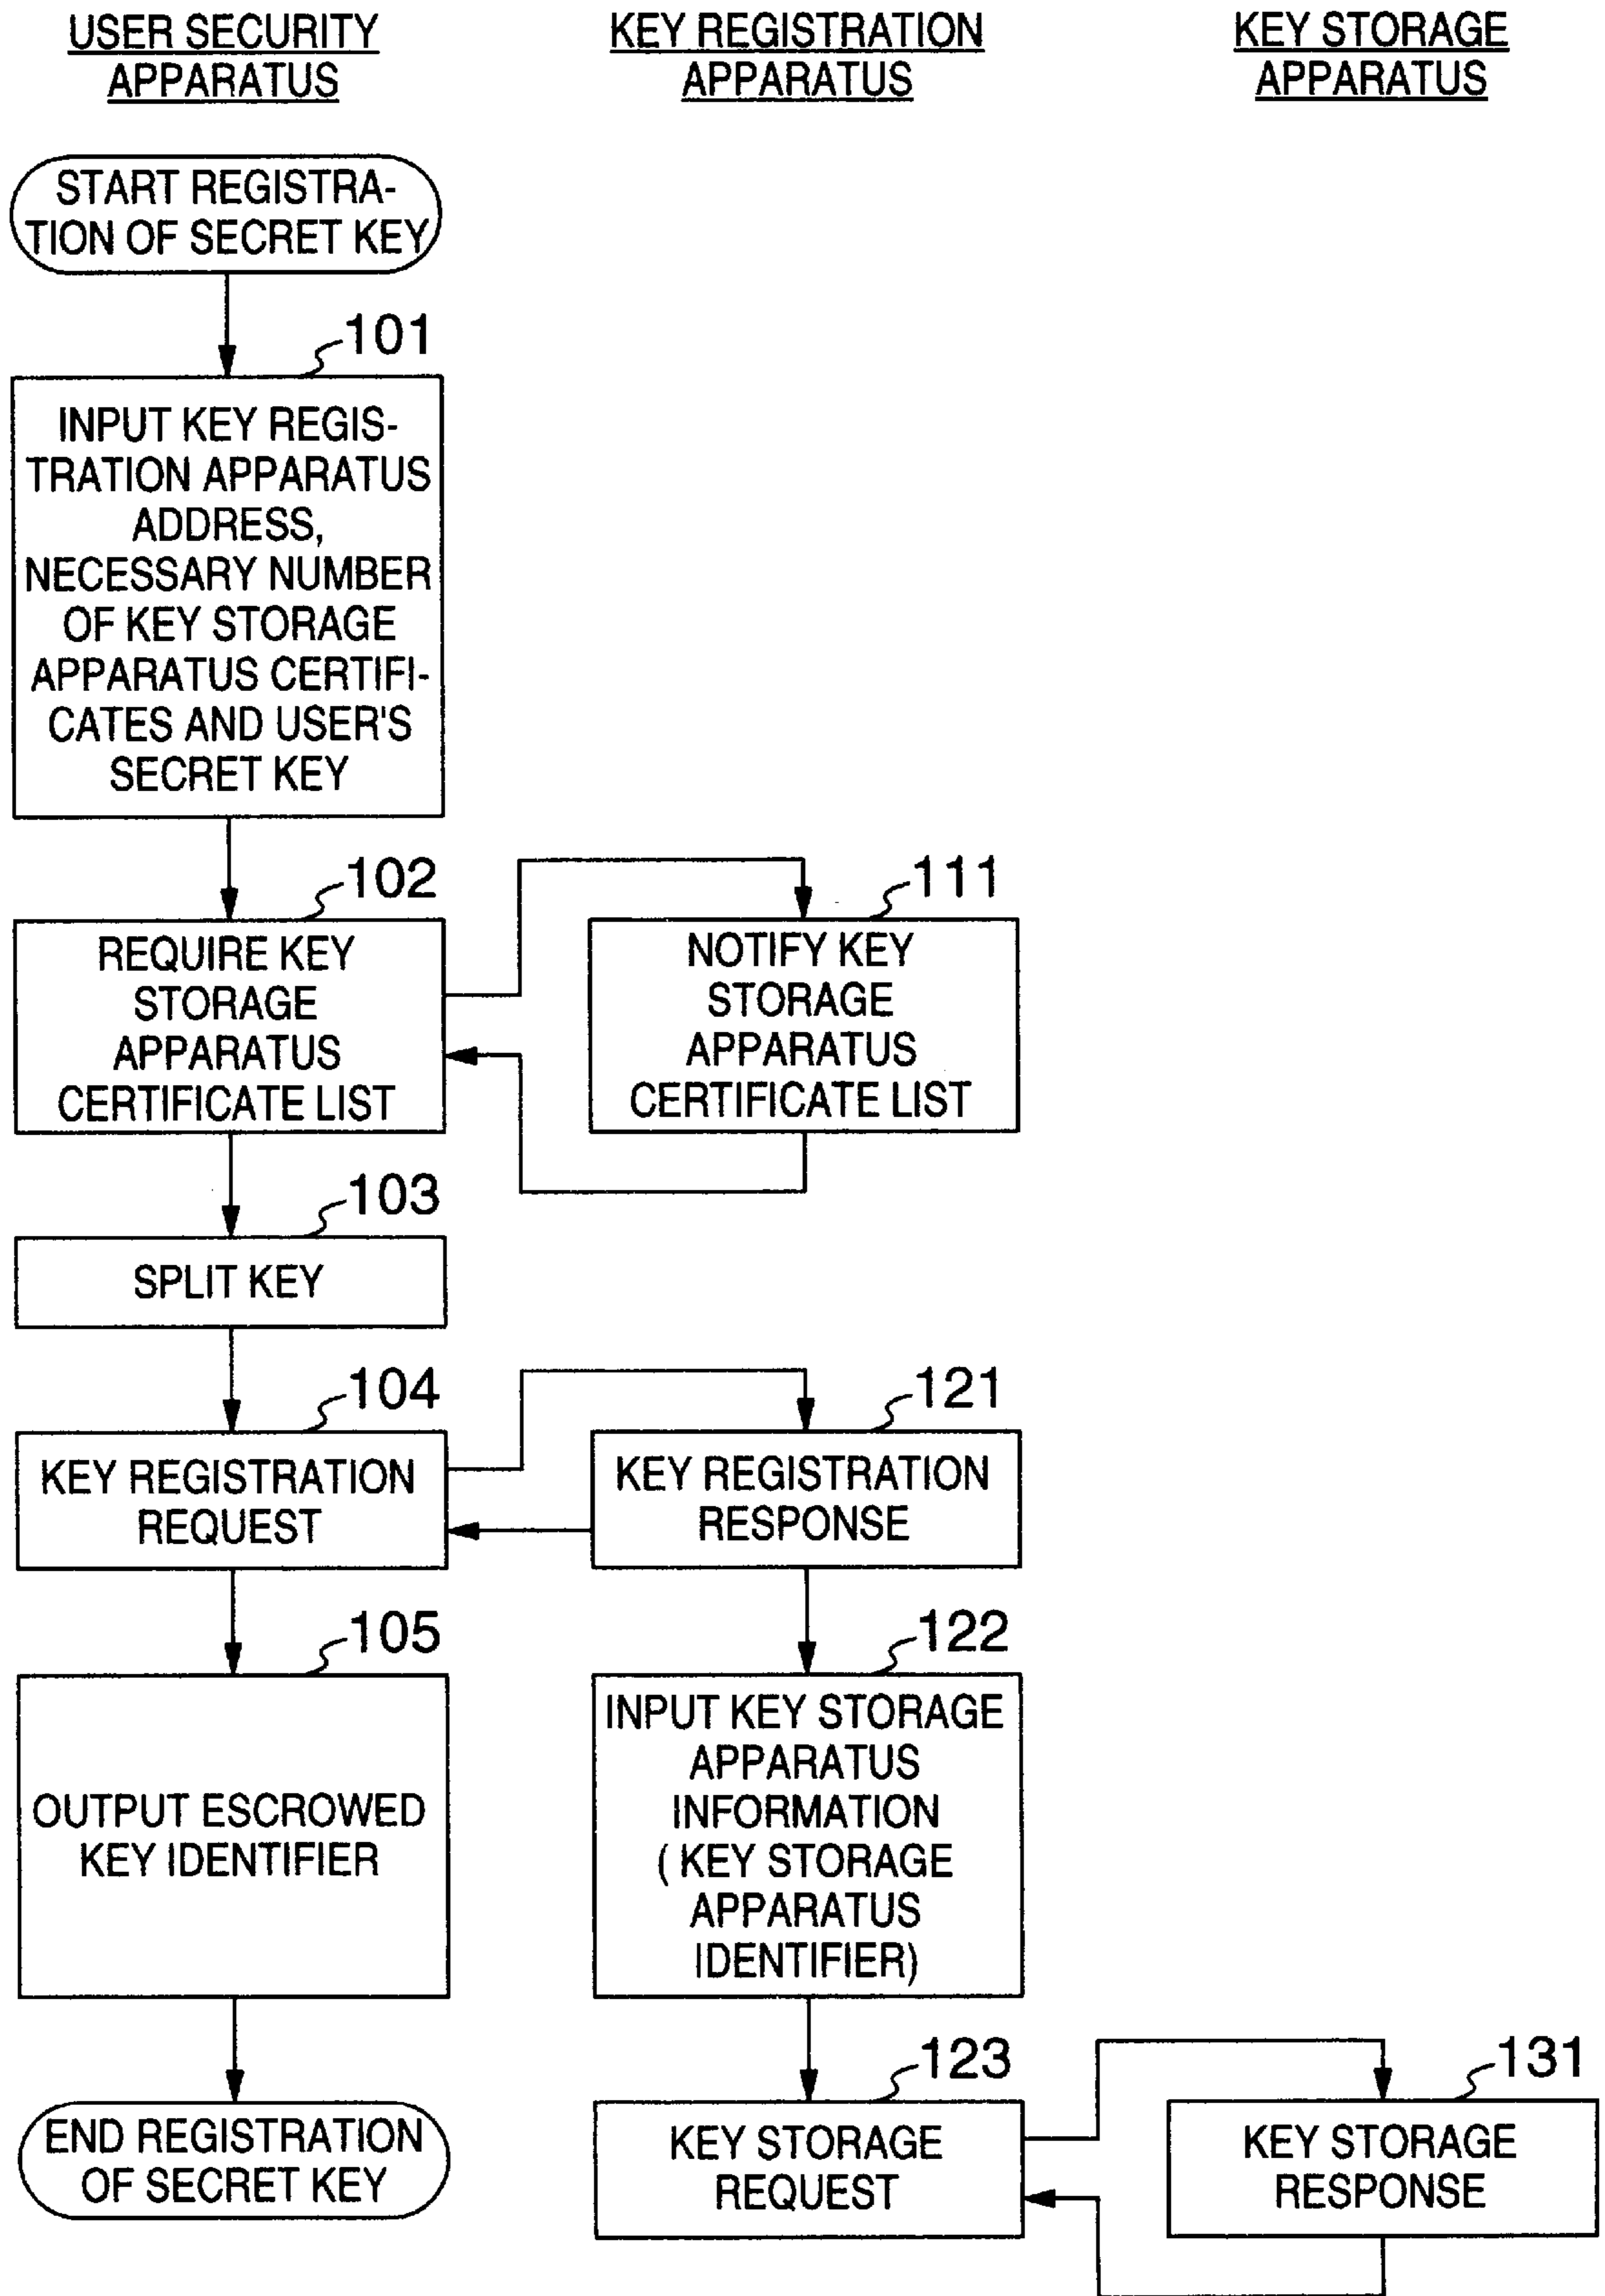 USER SECURITY
APPARATUS
KEY REGISTRATION
APPARATUS
KEY STORAGE
APPARATUS
START REGISTRA-
TION OF SECRET KEY
101
INPUT KEY REGIS-
TRATION APPARATUS
ADDRESS,
NECESSARY NUMBER
OF KEY STORAGE
APPARATUS CERTIFI-
CATES AND USER'S
SECRET KEY
102
REQUIRE KEY
STORAGE
APPARATUS
CERTIFICATE LIST
111
NOTIFY KEY
STORAGE
APPARATUS
CERTIFICATE LIST
103
SPLIT KEY
104
KEY REGISTRATION
REQUEST
121
KEY REGISTRATION
RESPONSE
105
OUTPUT ESCROWED
KEY IDENTIFIER
122
INPUT KEY STORAGE
APPARATUS
INFORMATION
( KEY STORAGE
APPARATUS
IDENTIFIER)
END REGISTRATION
OF SECRET KEY
123
KEY STORAGE
REQUEST
131
KEY STORAGE
RESPONSE